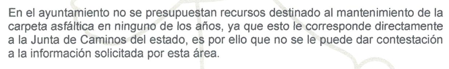 En el ayuntamiento no se presupuestan recursos destinado al mantenimiento de la
carpeta asfáltica en ninguno de los años, ya que esto le corresponde directamente
a la Junta de Caminos del estado, es por ello que no se le puede dar contestación
a la información solicitada por esta área.